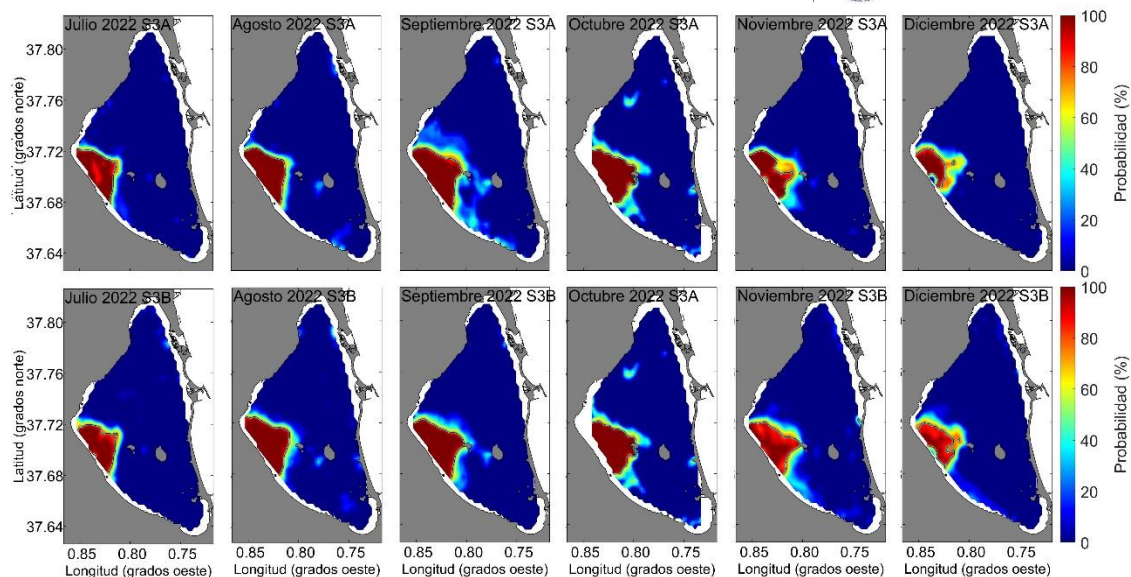 Julio 2022 S3A
Agosto 2022 S3A
Septiembre 2022 S3A
Octubre 2022 S3A
Noviembre 2022 S3A
Diciembre 2022 S3A
37.80
37.76
37.72
37.68
37.64
Latitud (grados norte)
100
80
60
40
20
0
Probabilidad (%)
Julio 2022 S3B
Agosto 2022 S3B
Septiembre 2022 S3B
Octubre 2022 S3A
Noviembre 2022 S3B
Diciembre 2022 S3B
37.80
37.76
37.72
37.68
37.64
Latitud (grados norte)
100
80
60
40
20
0
Probabilidad (%)
0.85 0.80 0.75
0.85 0.80 0.75
0.85 0.80 0.75
0.85 0.80 0.75
0.85 0.80 0.75
0.85 0.80 0.75
Longitud (grados oeste)
Longitud (grados oeste)
Longitud (grados oeste)
Longitud (grados oeste)
Longitud (grados oeste)
Longitud (grados oeste)